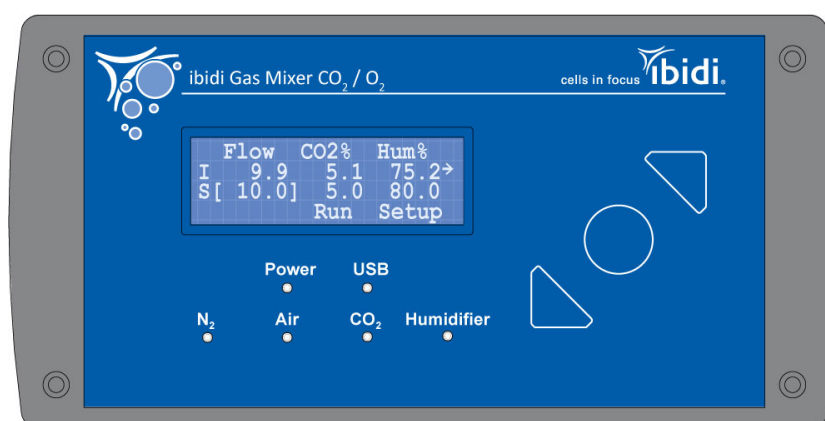 ibidi Gas Mixer CO₂ / O₂
cells in focus ibidi®
Flow CO2% Hum%
I 9.9 5.1 75.2→
S[ 10.0] 5.0 80.0
Run Setup
Power USB
N₂ Air CO₂ Humidifier